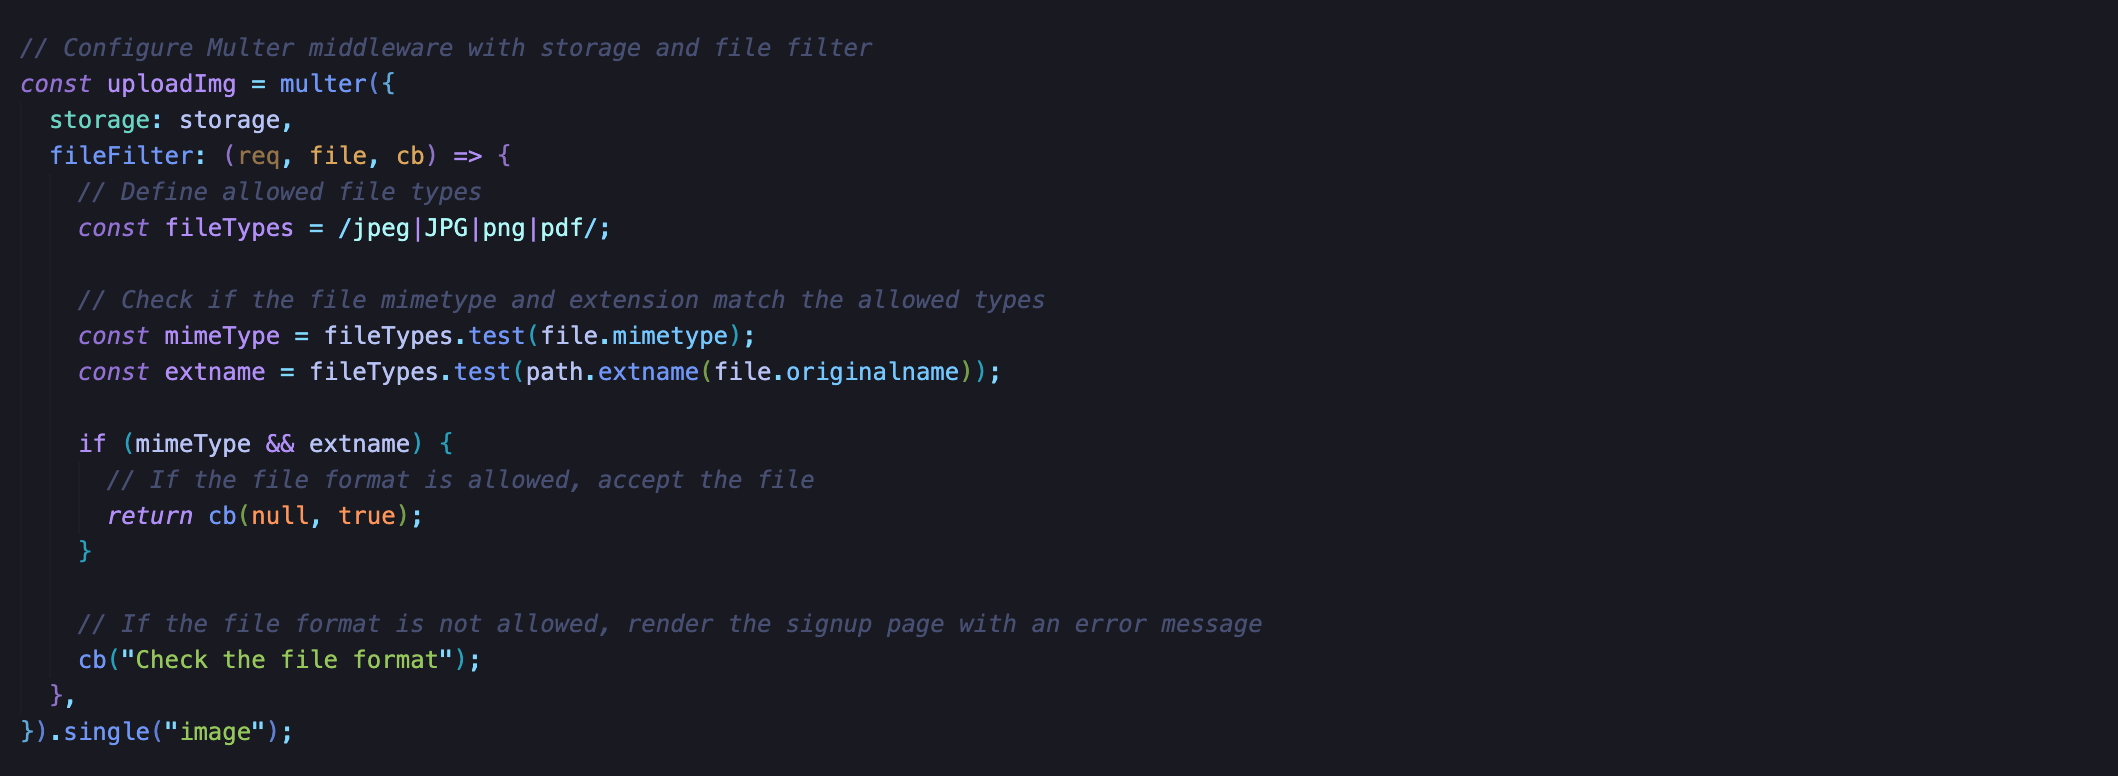 // Configure Multer middleware with storage and file filter
const uploadImg = multer({
  storage: storage,
  fileFilter: (req, file, cb) => {
    // Define allowed file types
    const fileTypes = /jpeg|JPG|png|pdf/;

    // Check if the file mimetype and extension match the allowed types
    const mimeType = fileTypes.test(file.mimetype);
    const extname = fileTypes.test(path.extname(file.originalname));

    if (mimeType && extname) {
      // If the file format is allowed, accept the file
      return cb(null, true);
    }

    // If the file format is not allowed, render the signup page with an error message
    cb("Check the file format");
  },
}).single("image");